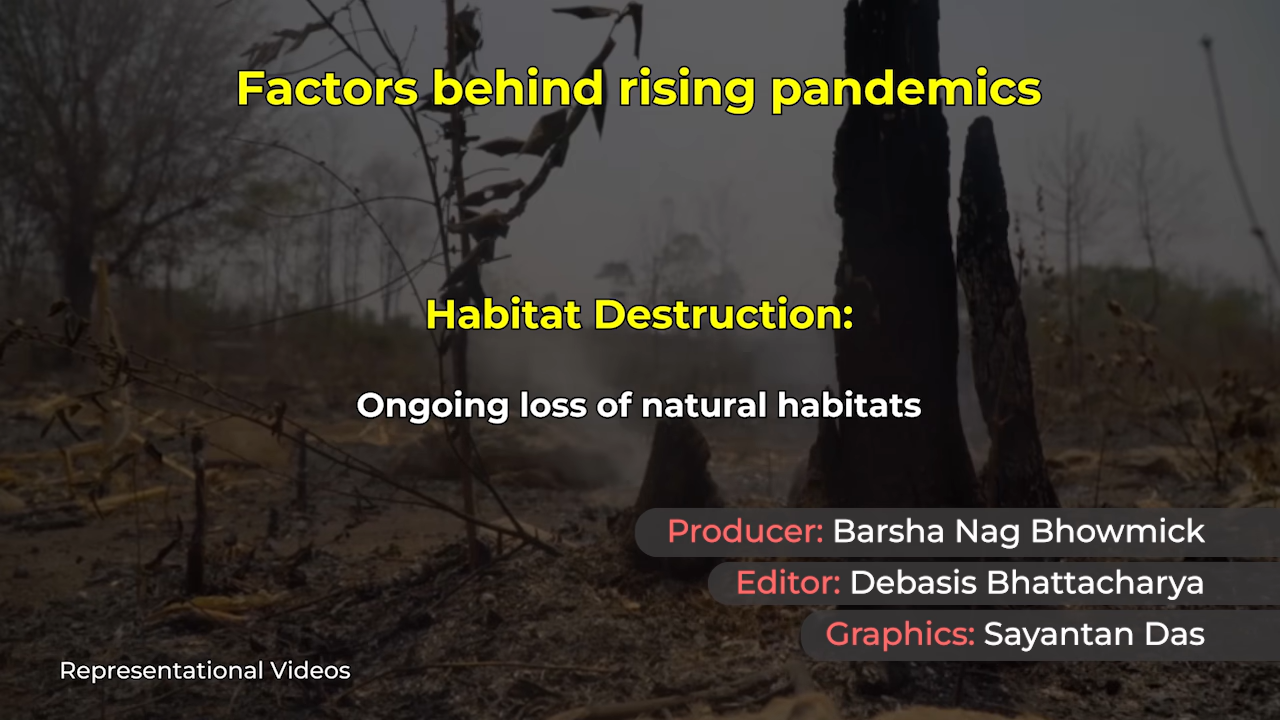 Factors behind rising pandemics
Habitat Destruction:
Ongoing loss of natural habitats
Producer: Barsha Nag Bhowmick
Editor: Debasis Bhattacharya
Graphics: Sayantan Das
Representational Videos